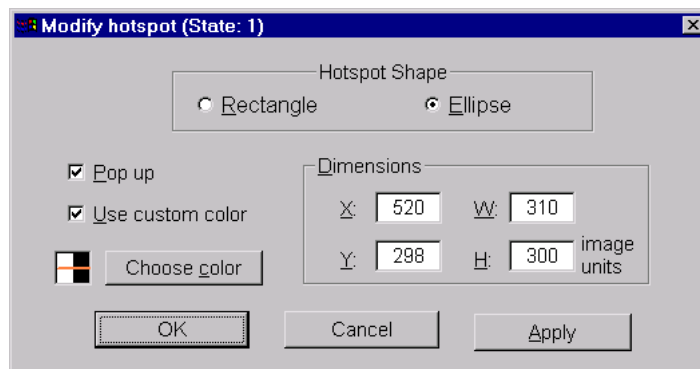 Modify hotspot (State: 1)
Hotspot Shape
Rectangle Ellipse
Pop up
Use custom color
Choose color
Dimensions
X: 520 W: 310
Y: 298 H: 300 image units
OK Cancel Apply